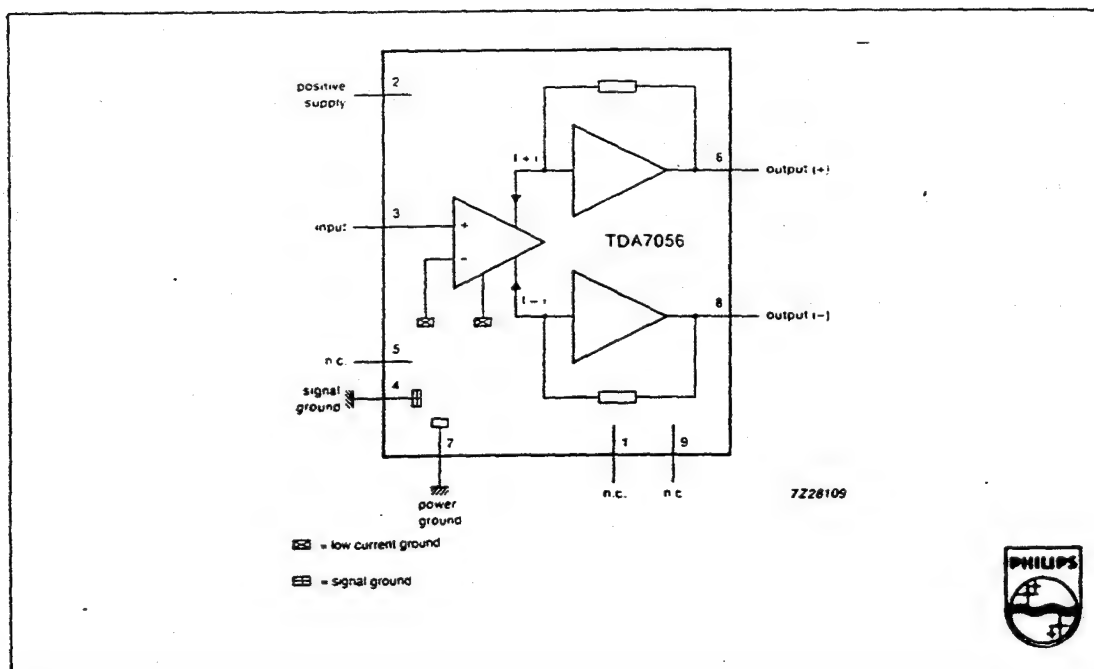 positive
supply
2
input
3
+
−
I + i
I − i
TDA7056
6
output (+)
8
output (−)
n.c.
5
signal
ground
4
7
power
ground
1
n.c.
9
n.c
7Z28109
= low current ground
= signal ground
PHILIPS